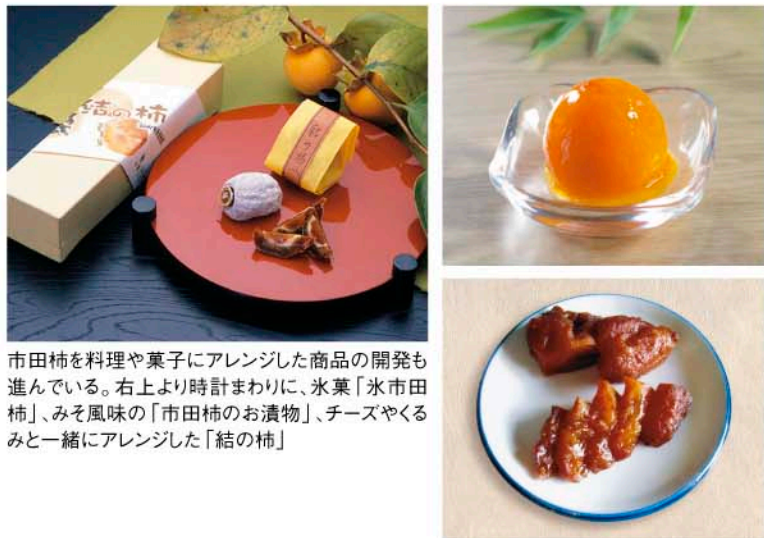 結の柿
市田柿を料理や菓子にアレンジした商品の開発も
進んでいる。右上より時計まわりに、氷菓「氷市田
柿」、みそ風味の「市田柿のお漬物」、チーズやくる
みと一緒にアレンジした「結の柿」